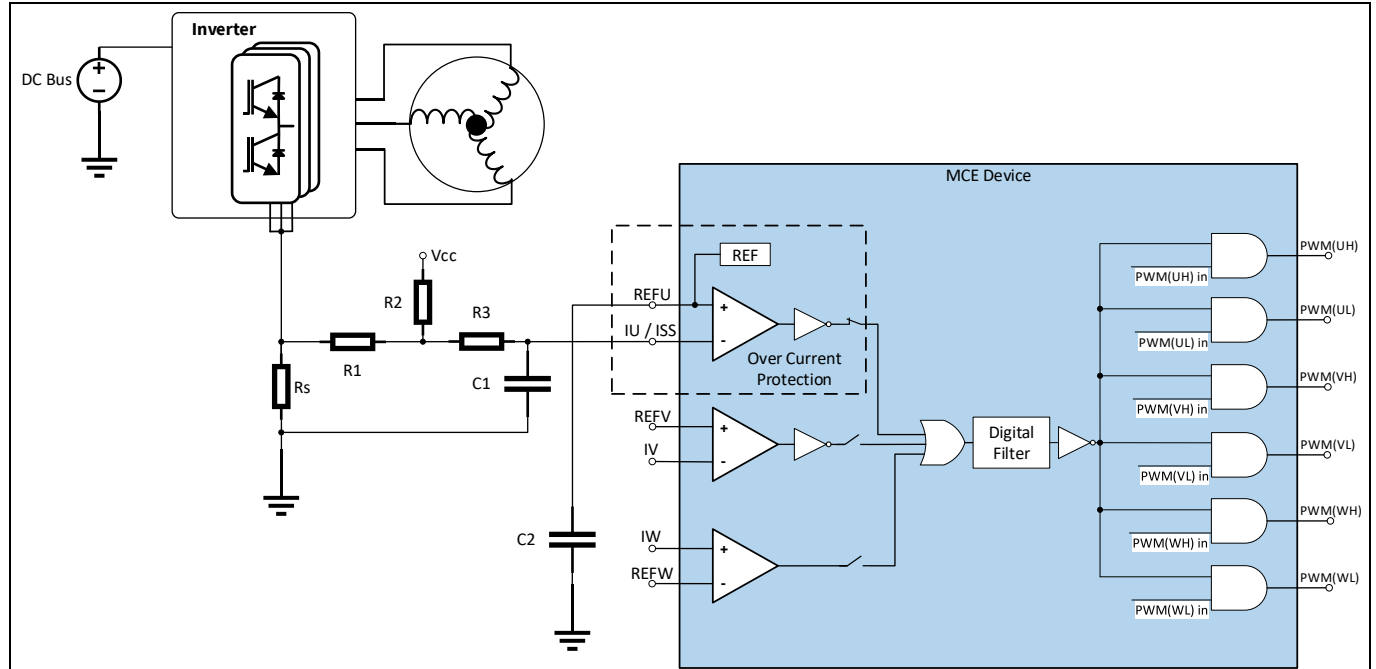 Inverter
DC Bus
+
−
MCE Device
Vcc
REF
R2
R3
REFU
+
IU / ISS
-
R1
Over Current
Protection
Rs
C1
REFV
+
IV
-
Digital
Filter
C2
IW
+
REFW
-
PWM(UH)
PWM(UH) in
PWM(UL)
PWM(UL) in
PWM(VH)
PWM(VH) in
PWM(VL)
PWM(VL) in
PWM(WH)
PWM(WH) in
PWM(WL)
PWM(WL) in